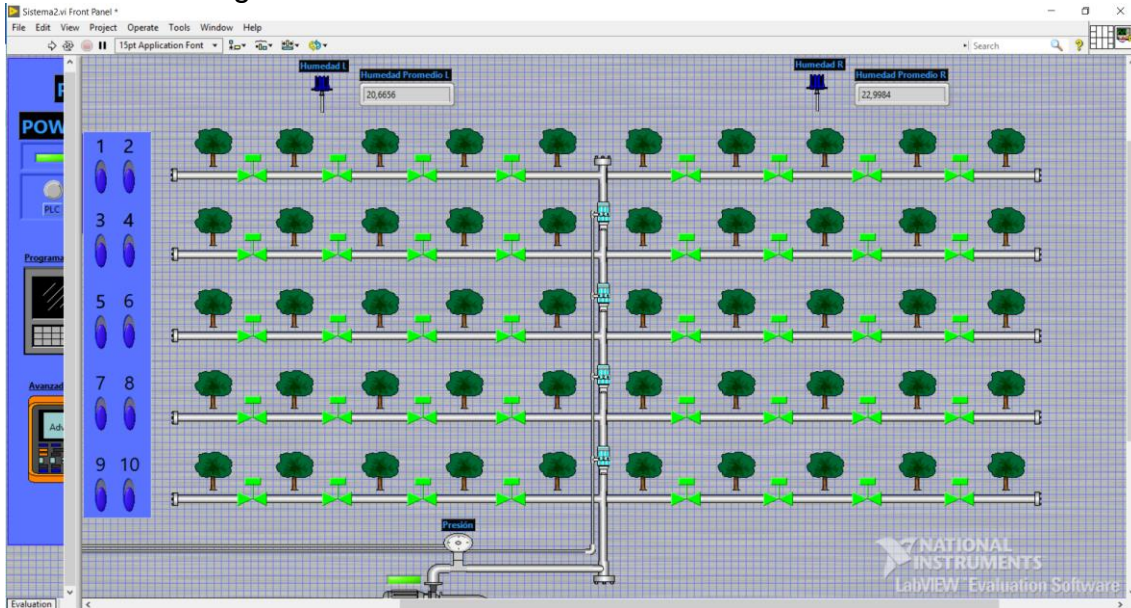 Sistema2.vi Front Panel *
File Edit View Project Operate Tools Window Help
15pt Application Font
Search
Humedad L
Humedad Promedio L
20,6656
Humedad R
Humedad Promedio R
22,9984
POW
PLC
Programa
Avanzad
Adv
1 2
3 4
5 6
7 8
9 10
Presión
NATIONAL
INSTRUMENTS
LabVIEW™ Evaluation Software
Evaluation